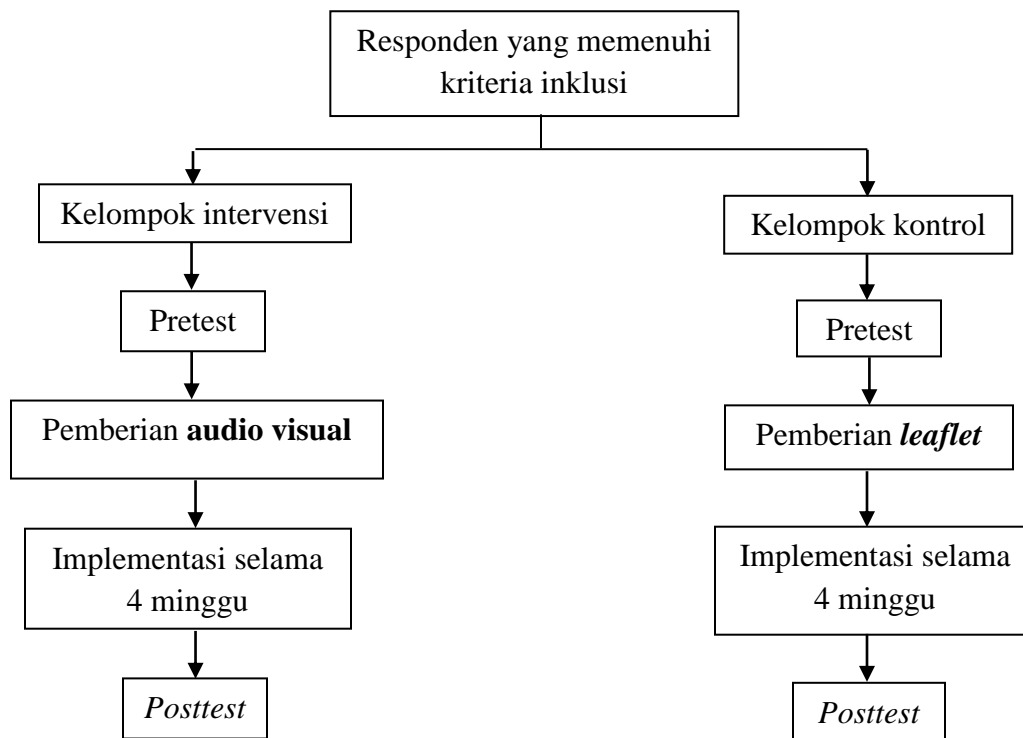 Responden yang memenuhi
kriteria inklusi
Kelompok intervensi
Kelompok kontrol
Pretest
Pretest
Pemberian audio visual
Pemberian leaflet
Implementasi selama
4 minggu
Implementasi selama
4 minggu
Posttest
Posttest